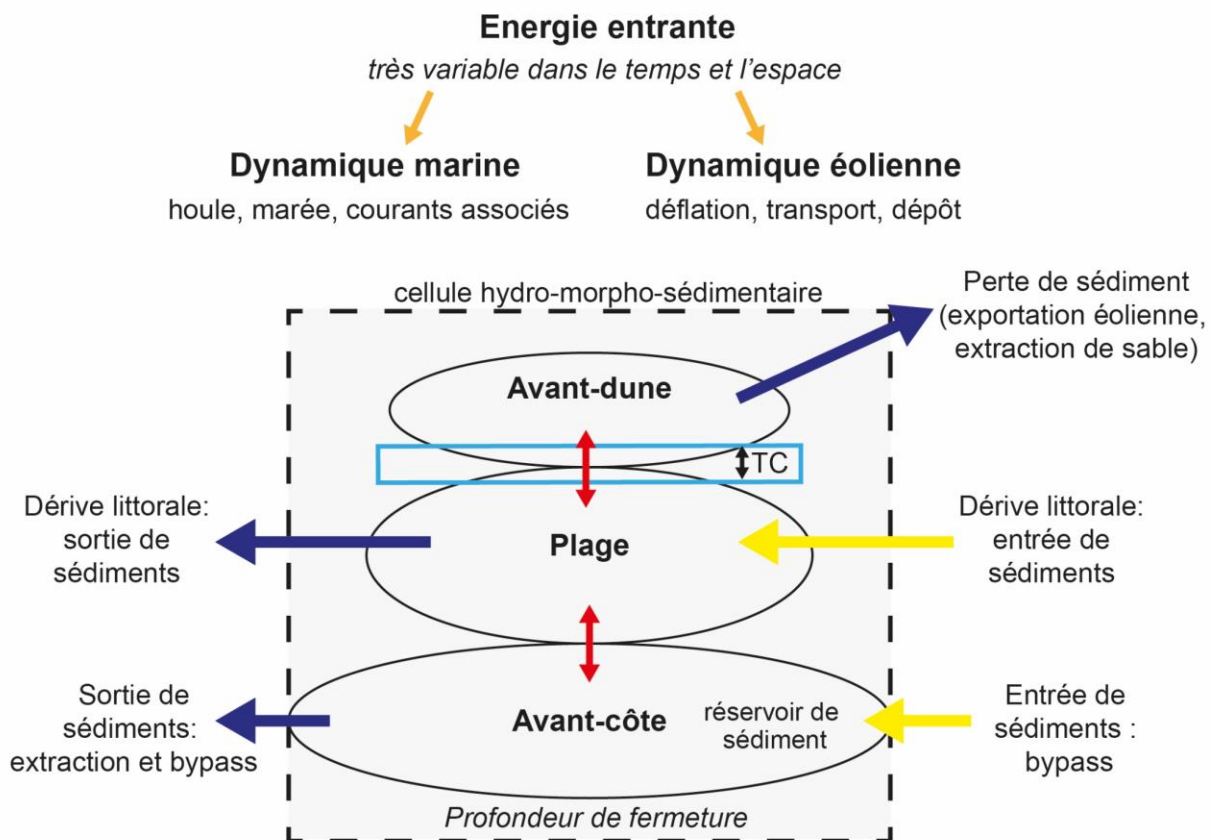 Energie entrante
très variable dans le temps et l'espace
Dynamique marine
houle, marée, courants associés
Dynamique éolienne
déflation, transport, dépôt
cellule hydro-morpho-sédimentaire
Perte de sédiment
(exportation éolienne,
extraction de sable)
Avant-dune
TC
Dérive littorale:
sortie de
sédiments
Plage
Dérive littorale:
entrée de
sédiments
Sortie de
sédiments:
extraction et bypass
Avant-côte
réservoir de
sédiment
Entrée de
sédiments :
bypass
Profondeur de fermeture